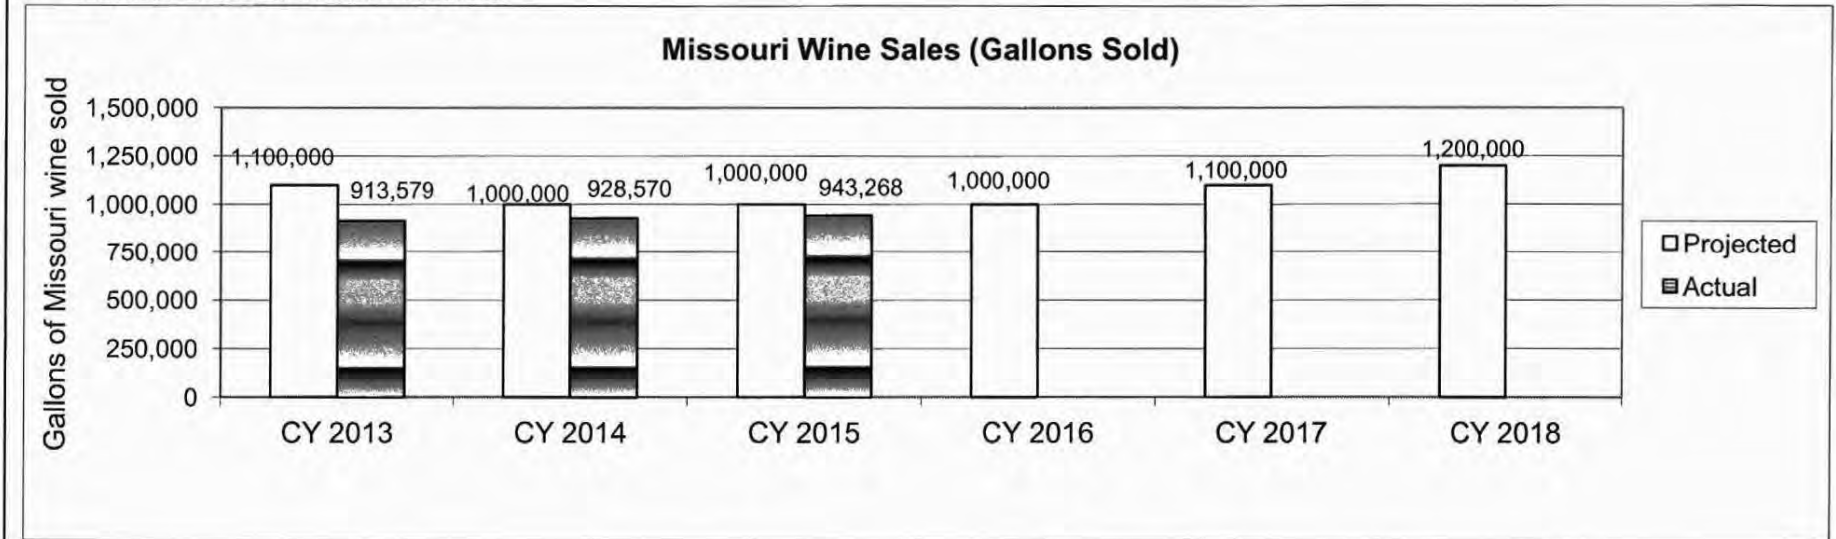 Missouri Wine Sales (Gallons Sold)
Gallons of Missouri wine sold
1,500,000
1,250,000
1,000,000
750,000
500,000
250,000
0
1,100,000
913,579
1,000,000
928,570
1,000,000
943,268
1,000,000
1,100,000
1,200,000
CY 2013
CY 2014
CY 2015
CY 2016
CY 2017
CY 2018
Projected
Actual